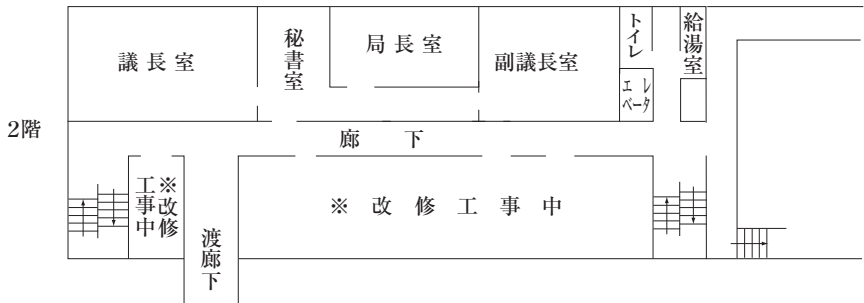 2階
議長室
秘書室
局長室
副議長室
トイレ
エレベータ
給湯室
廊下
※改修工事中
※改修工事中
渡廊下